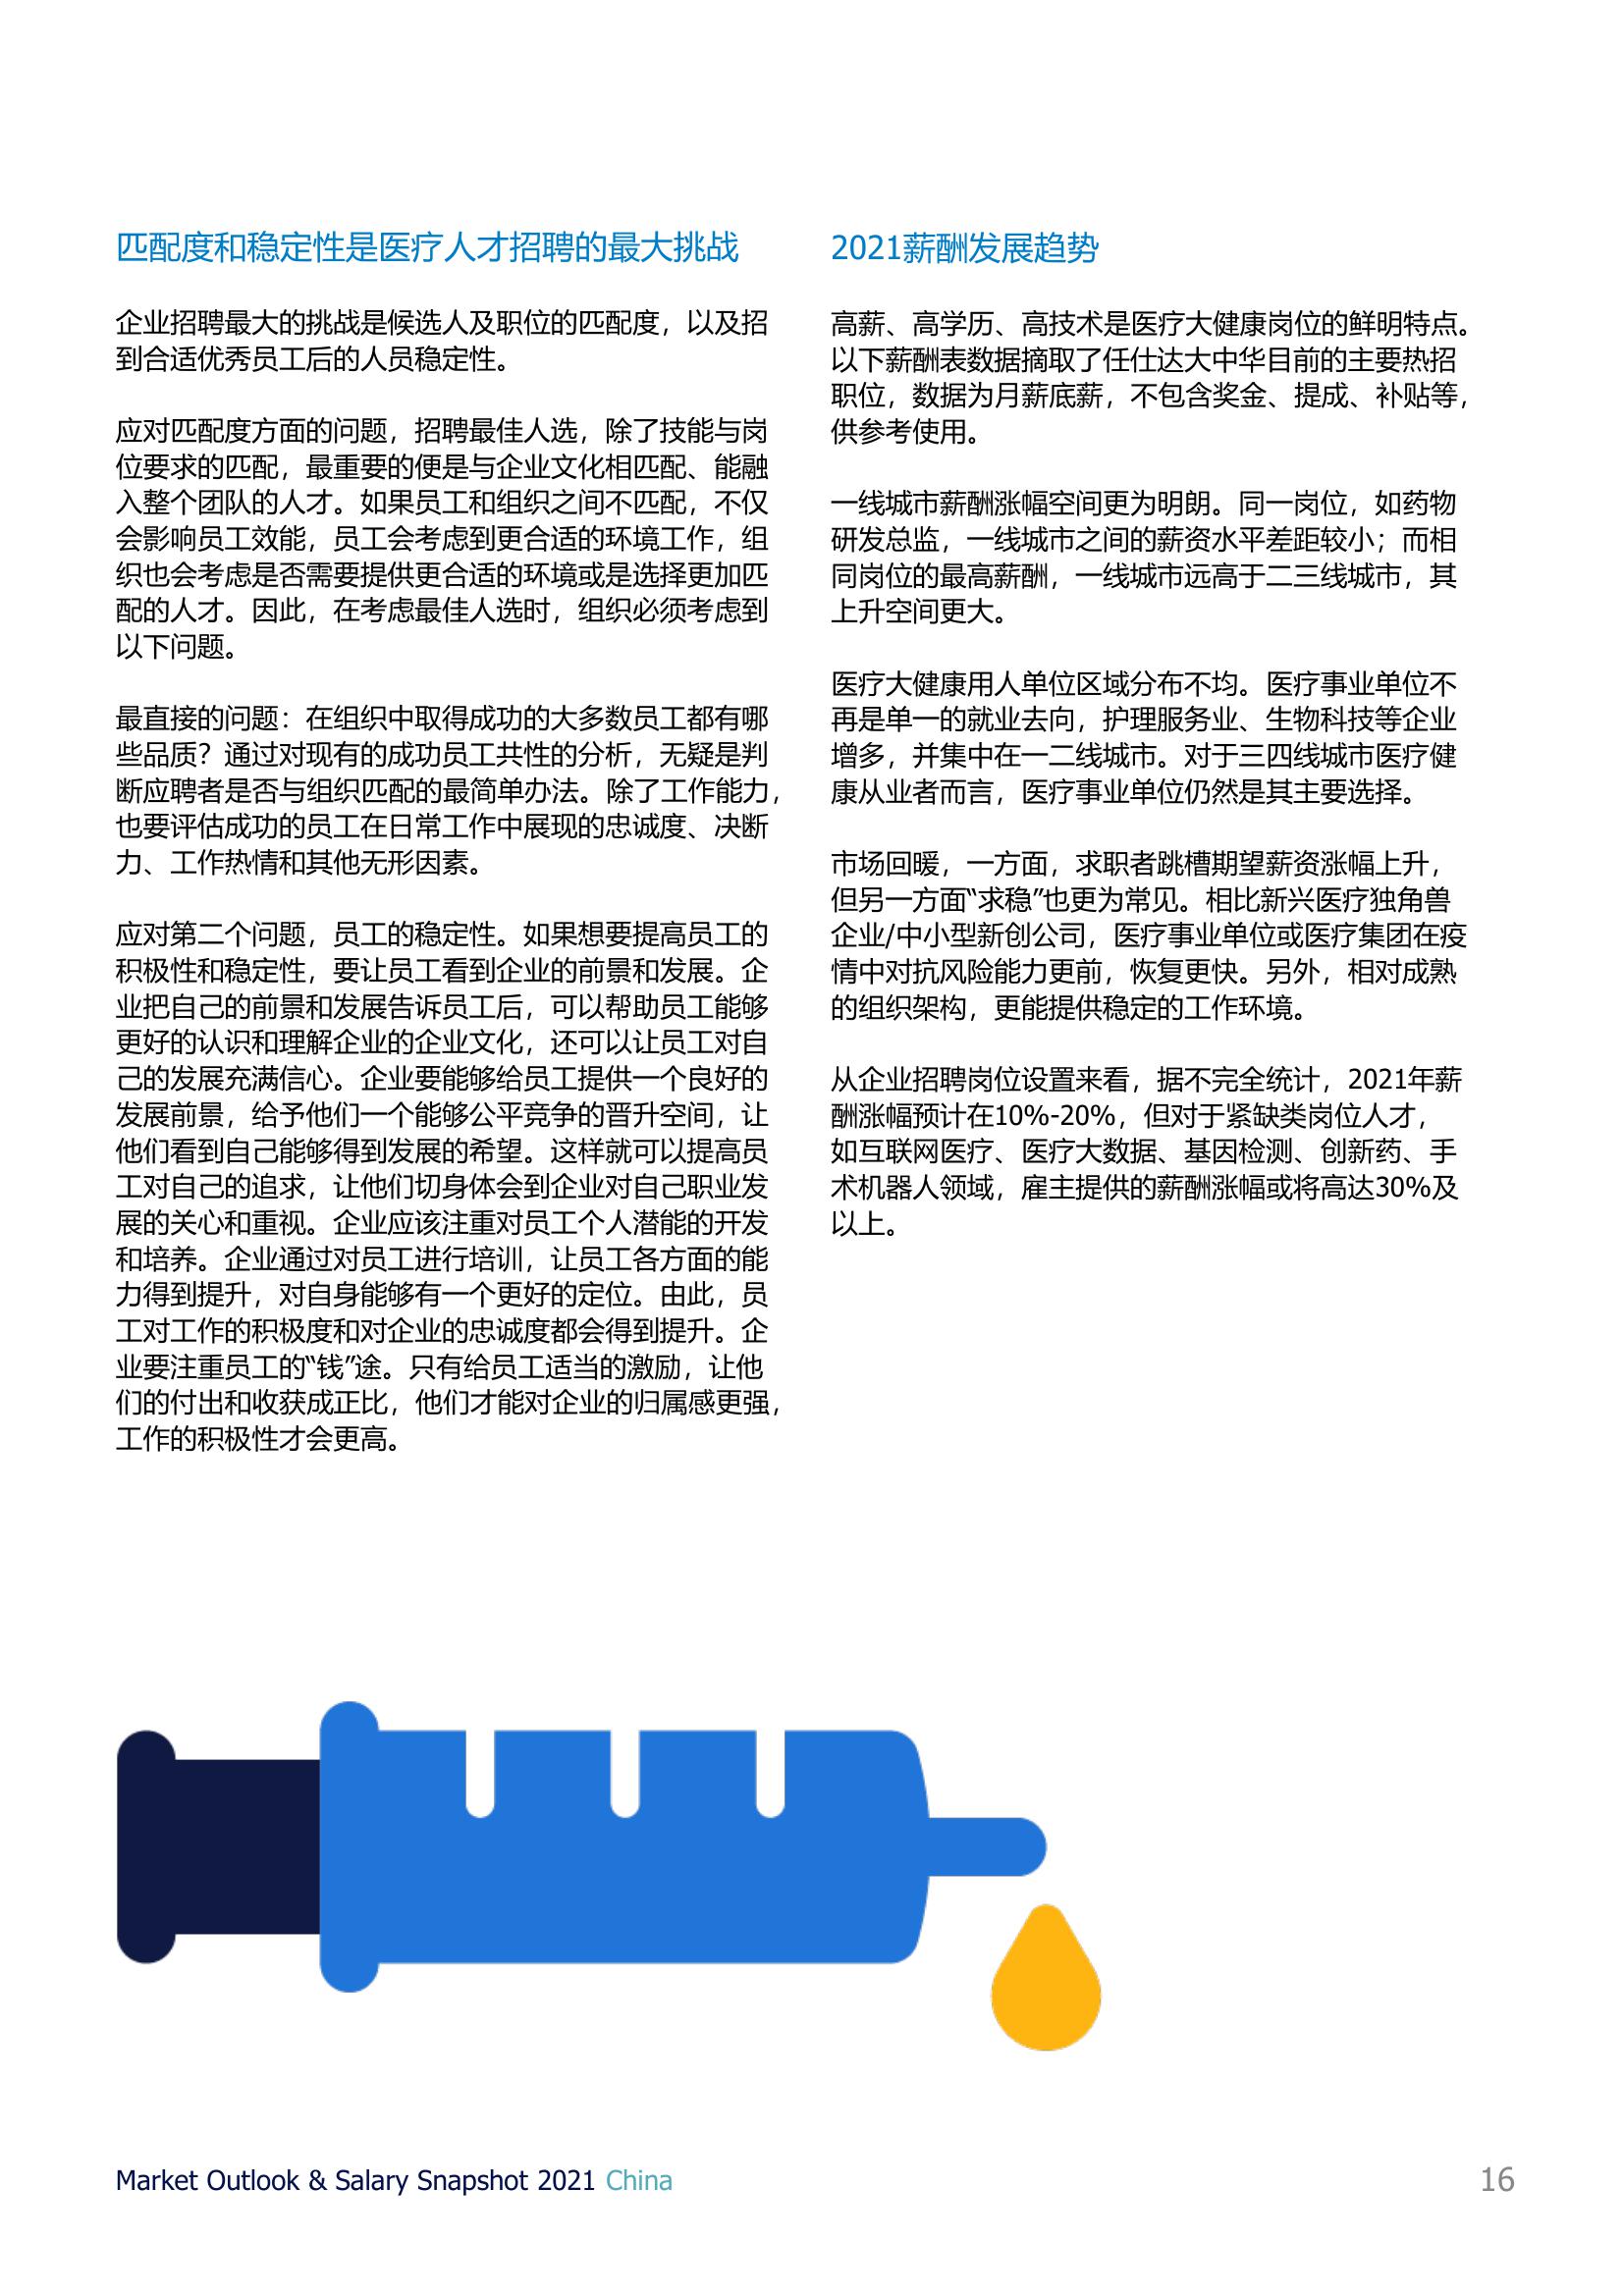 匹配度和稳定性是医疗人才招聘的最大挑战
企业招聘最大的挑战是候选人及职位的匹配度，以及招
到合适优秀员工后的人员稳定性。
应对匹配度方面的问题，招聘最佳人选，除了技能与岗
位要求的匹配，最重要的便是与企业文化相匹配、能融
入整个团队的人才。如果员工和组织之间不匹配，不仅
会影响员工效能，员工会考虑到更合适的环境工作，组
织也会考虑是否需要提供更合适的环境或是选择更加匹
配的人才。因此，在考虑最佳人选时，组织必须考虑到
以下问题。
最直接的问题：在组织中取得成功的大多数员工都有哪
些品质？通过对现有的成功员工共性的分析，无疑是判
断应聘者是否与组织匹配的最简单办法。除了工作能力，
也要评估成功的员工在日常工作中展现的忠诚度、决断
力、工作热情和其他无形因素。
应对第二个问题，员工的稳定性。如果想要提高员工的
积极性和稳定性，要让员工看到企业的前景和发展。企
业把自己的前景和发展告诉员工后，可以帮助员工能够
更好的认识和理解企业的企业文化，还可以让员工对自
己的发展充满信心。企业要能够给员工提供一个良好的
发展前景，给予他们一个能够公平竞争的晋升空间，让
他们看到自己能够得到发展的希望。这样就可以提高员
工对自己的追求，让他们切身体会到企业对自己职业发
展的关心和重视。企业应该注重对员工个人潜能的开发
和培养。企业通过对员工进行培训，让员工各方面的能
力得到提升，对自身能够有一个更好的定位。由此，员
工对工作的积极度和对企业的忠诚度都会得到提升。企
业要注重员工的“钱”途。只有给员工适当的激励，让他
们的付出和收获成正比，他们才能对企业的归属感更强，
工作的积极性才会更高。
2021薪酬发展趋势
高薪、高学历、高技术是医疗大健康岗位的鲜明特点。
以下薪酬表数据摘取了任仕达大中华目前的主要热招
职位，数据为月薪底薪，不包含奖金、提成、补贴等，
供参考使用。
一线城市薪酬涨幅空间更为明朗。同一岗位，如药物
研发总监，一线城市之间的薪资水平差距较小；而相
同岗位的最高薪酬，一线城市远高于二三线城市，其
上升空间更大。
医疗大健康用人单位区域分布不均。医疗事业单位不
再是单一的就业去向，护理服务业、生物科技等企业
增多，并集中在一二线城市。对于三四线城市医疗健
康从业者而言，医疗事业单位仍然是其主要选择。
市场回暖，一方面，求职者跳槽期望薪资涨幅上升，
但另一方面“求稳”也更为常见。相比新兴医疗独角兽
企业/中小型新创公司，医疗事业单位或医疗集团在疫
情中对抗风险能力更前，恢复更快。另外，相对成熟
的组织架构，更能提供稳定的工作环境。
从企业招聘岗位设置来看，据不完全统计，2021年薪
酬涨幅预计在10%-20%，但对于紧缺类岗位人才，
如互联网医疗、医疗大数据、基因检测、创新药、手
术机器人领域，雇主提供的薪酬涨幅或将高达30%及
以上。
Market Outlook & Salary Snapshot 2021 China
16